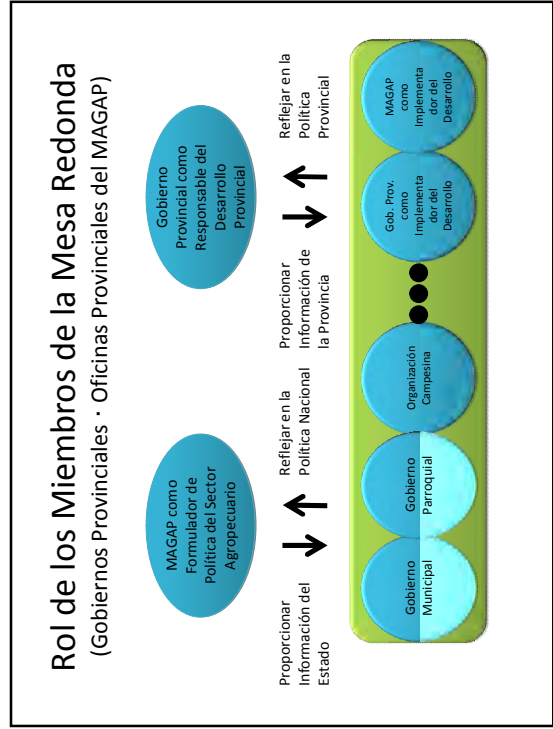 Rol de los Miembros de la Mesa Redonda
(Gobiernos Provinciales・Oficinas Provinciales del MAGAP)
MAGAP como
Formulador de
Política del Sector
Agropecuario
Gobierno
Provincial como
Responsable del
Desarrollo
Provincial
Proporcionar
Información del
Estado
Reflejar en la
Política Nacional
Proporcionar
Información de
la Provincia
Reflejar en la
Política
Provincial
Gobierno
Municipal
Gobierno
Parroquial
Organización
Campesina
Gob. Prov.
como
Implementa
dor del
Desarrollo
MAGAP
como
Implementa
dor del
Desarrollo